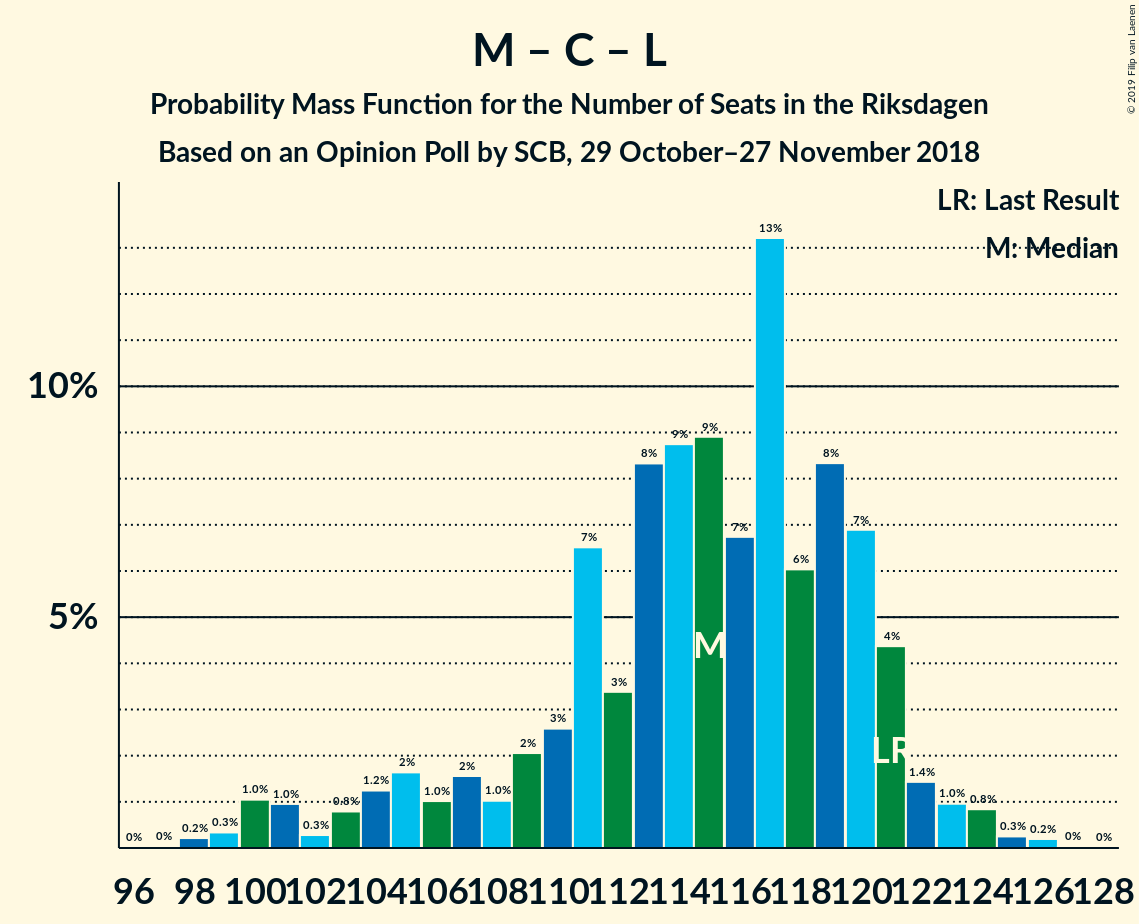 M – C – L
Probability Mass Function for the Number of Seats in the Riksdagen
Based on an Opinion Poll by SCB, 29 October–27 November 2018
© 2019 Filip van Laenen
LR: Last Result
M: Median
10%
5%
0% 0% 0.2% 0.3% 1.0% 1.0% 0.3% 0.8% 1.2% 2% 1.0% 2% 1.0% 2% 3% 7% 3% 8% 9% 9% 7% 13% 6% 8% 7% 4% 1.4% 1.0% 0.8% 0.3% 0.2% 0% 0%
M
LR
96 98 100 102 104 106 108 110 112 114 116 118 120 122 124 126 128